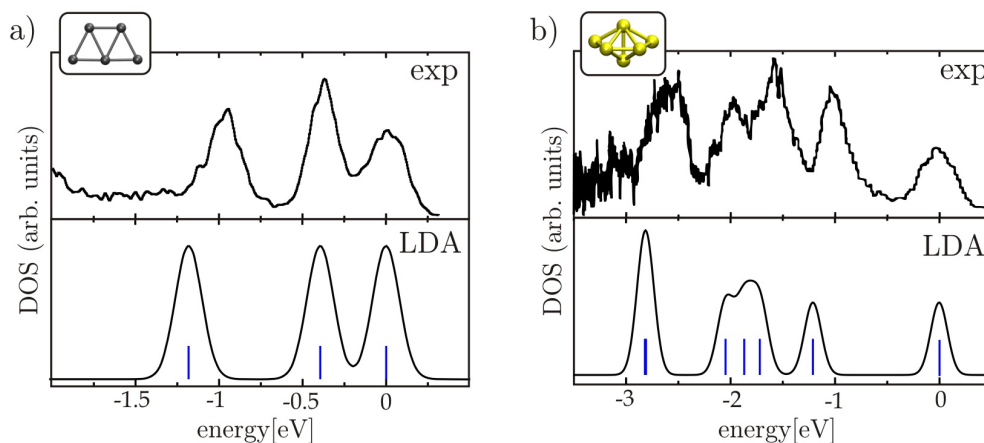 a)
exp
DOS (arb. units)
LDA
-1.5 -1 -0.5 0
energy[eV]
b)
exp
DOS (arb. units)
LDA
-3 -2 -1 0
energy[eV]